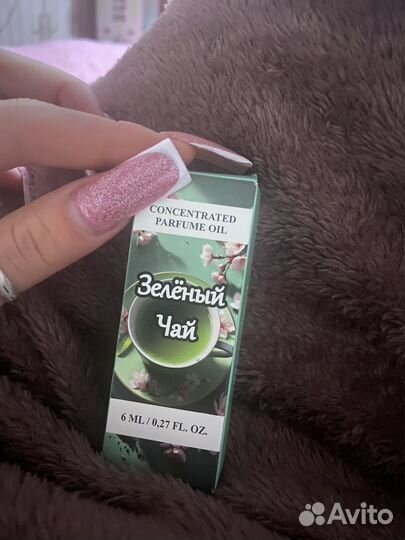 CONCENTRATED
PARFUME OIL
Зелёный
Чай
6 ML / 0,27 FL. OZ.
Avito